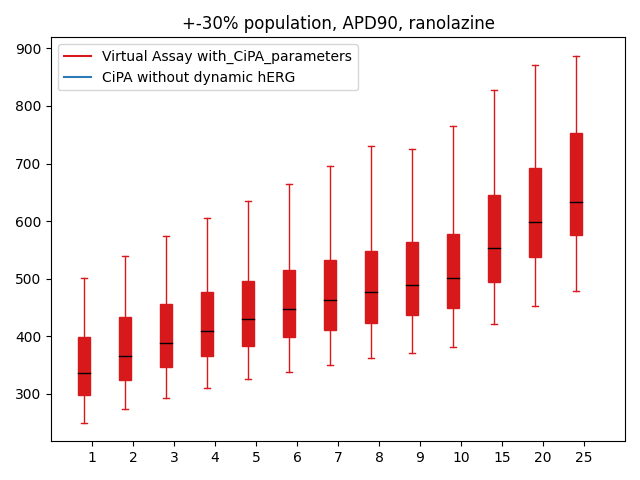 +-30% population, APD90, ranolazine
Virtual Assay with_CiPA_parameters
CiPA without dynamic hERG
900
800
700
600
500
400
300
1 2 3 4 5 6 7 8 9 10 15 20 25